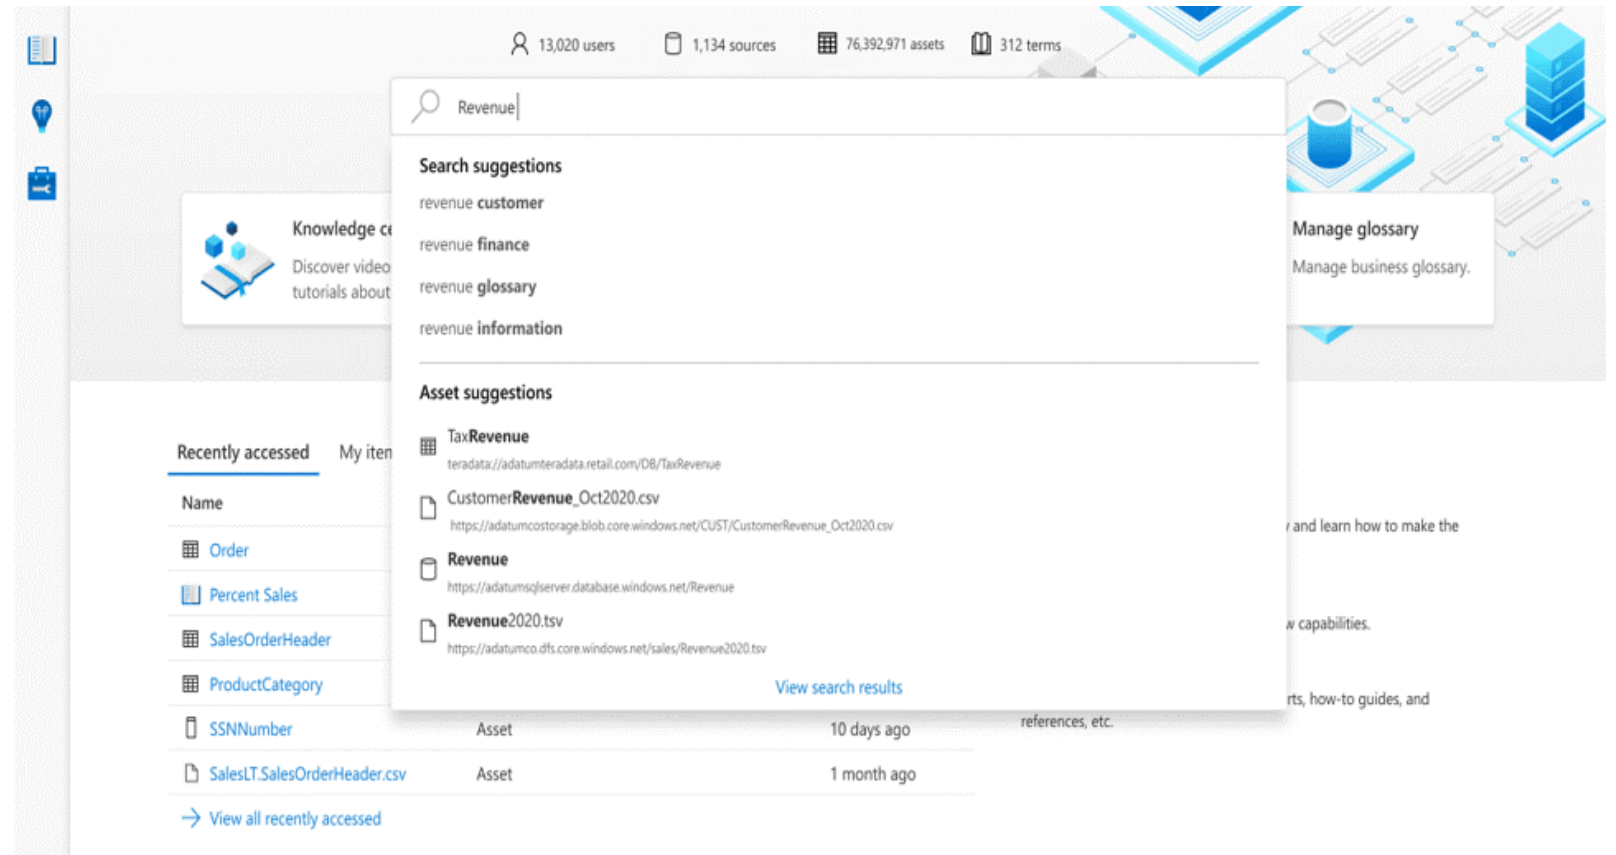 13,020 users 1,134 sources 76,392,971 assets 312 terms
Revenue
Search suggestions
revenue customer
revenue finance
revenue glossary
revenue information
Asset suggestions
TaxRevenue
teradata://adatumteradata.retail.com/DB/TaxRevenue
CustomerRevenue_Oct2020.csv
https://adatumcostorage.blob.core.windows.net/CUST/CustomerRevenue_Oct2020.csv
Revenue
https://adatumsqlserver.database.windows.net/Revenue
Revenue2020.tsv
https://adatumco.dfs.core.windows.net/sales/Revenue2020.tsv
View search results
Knowledge ce
Discover video
tutorials about
Manage glossary
Manage business glossary.
Recently accessed My iten
Name
Order
Percent Sales
SalesOrderHeader
ProductCategory
SSNNumber Asset 10 days ago
SalesLT.SalesOrderHeader.csv Asset 1 month ago
View all recently accessed
and learn how to make the
capabilities.
rts, how-to guides, and
references, etc.